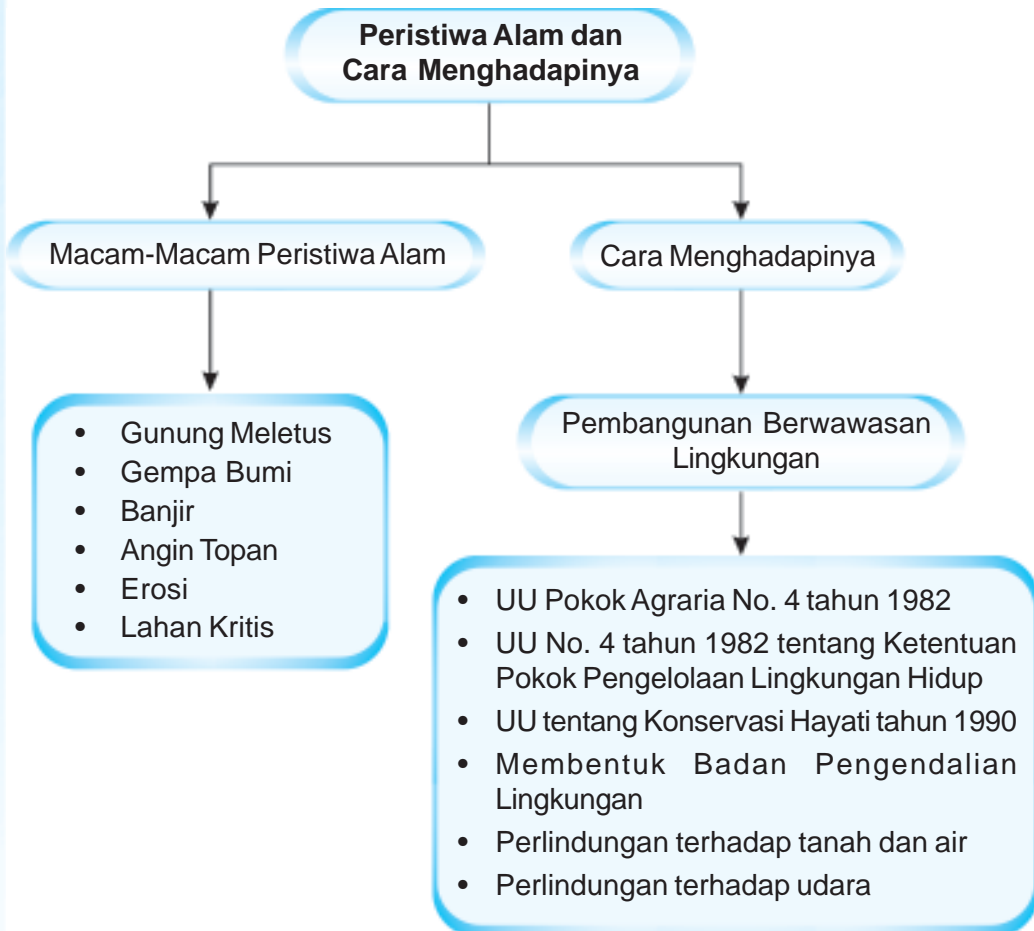 Peristiwa Alam dan
Cara Menghadapinya
Macam-Macam Peristiwa Alam
Cara Menghadapinya
• Gunung Meletus
• Gempa Bumi
• Banjir
• Angin Topan
• Erosi
• Lahan Kritis
Pembangunan Berwawasan
Lingkungan
• UU Pokok Agraria No. 4 tahun 1982
• UU No. 4 tahun 1982 tentang Ketentuan
Pokok Pengelolaan Lingkungan Hidup
• UU tentang Konservasi Hayati tahun 1990
• Membentuk Badan Pengendalian
Lingkungan
• Perlindungan terhadap tanah dan air
• Perlindungan terhadap udara